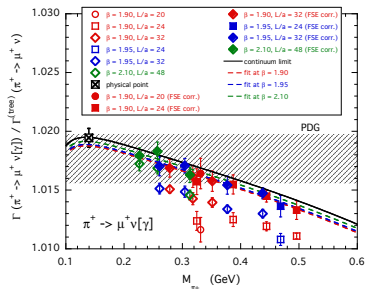 β = 1.90, L/a = 20
β = 1.90, L/a = 24
β = 1.90, L/a = 32
β = 1.95, L/a = 24
β = 1.95, L/a = 32
β = 2.10, L/a = 48
physical point
β = 1.90, L/a = 20 (FSE corr.)
β = 1.90, L/a = 24 (FSE corr.)
β = 1.90, L/a = 32 (FSE corr.)
β = 1.95, L/a = 24 (FSE corr.)
β = 1.95, L/a = 32 (FSE corr.)
β = 2.10, L/a = 48 (FSE corr.)
continuum limit
fit at β = 1.90
fit at β = 1.95
fit at β = 2.10
Γ (π⁺ -> μ⁺ ν[γ]) / Γ⁽ᵗʳᵉᵉ⁾ (π⁺ -> μ⁺ ν)
1.040
1.035
1.030
1.025
1.020
1.015
1.010
PDG
π⁺ -> μ⁺ν[γ]
0.1 0.2 0.3 0.4 0.5 0.6
(GeV)